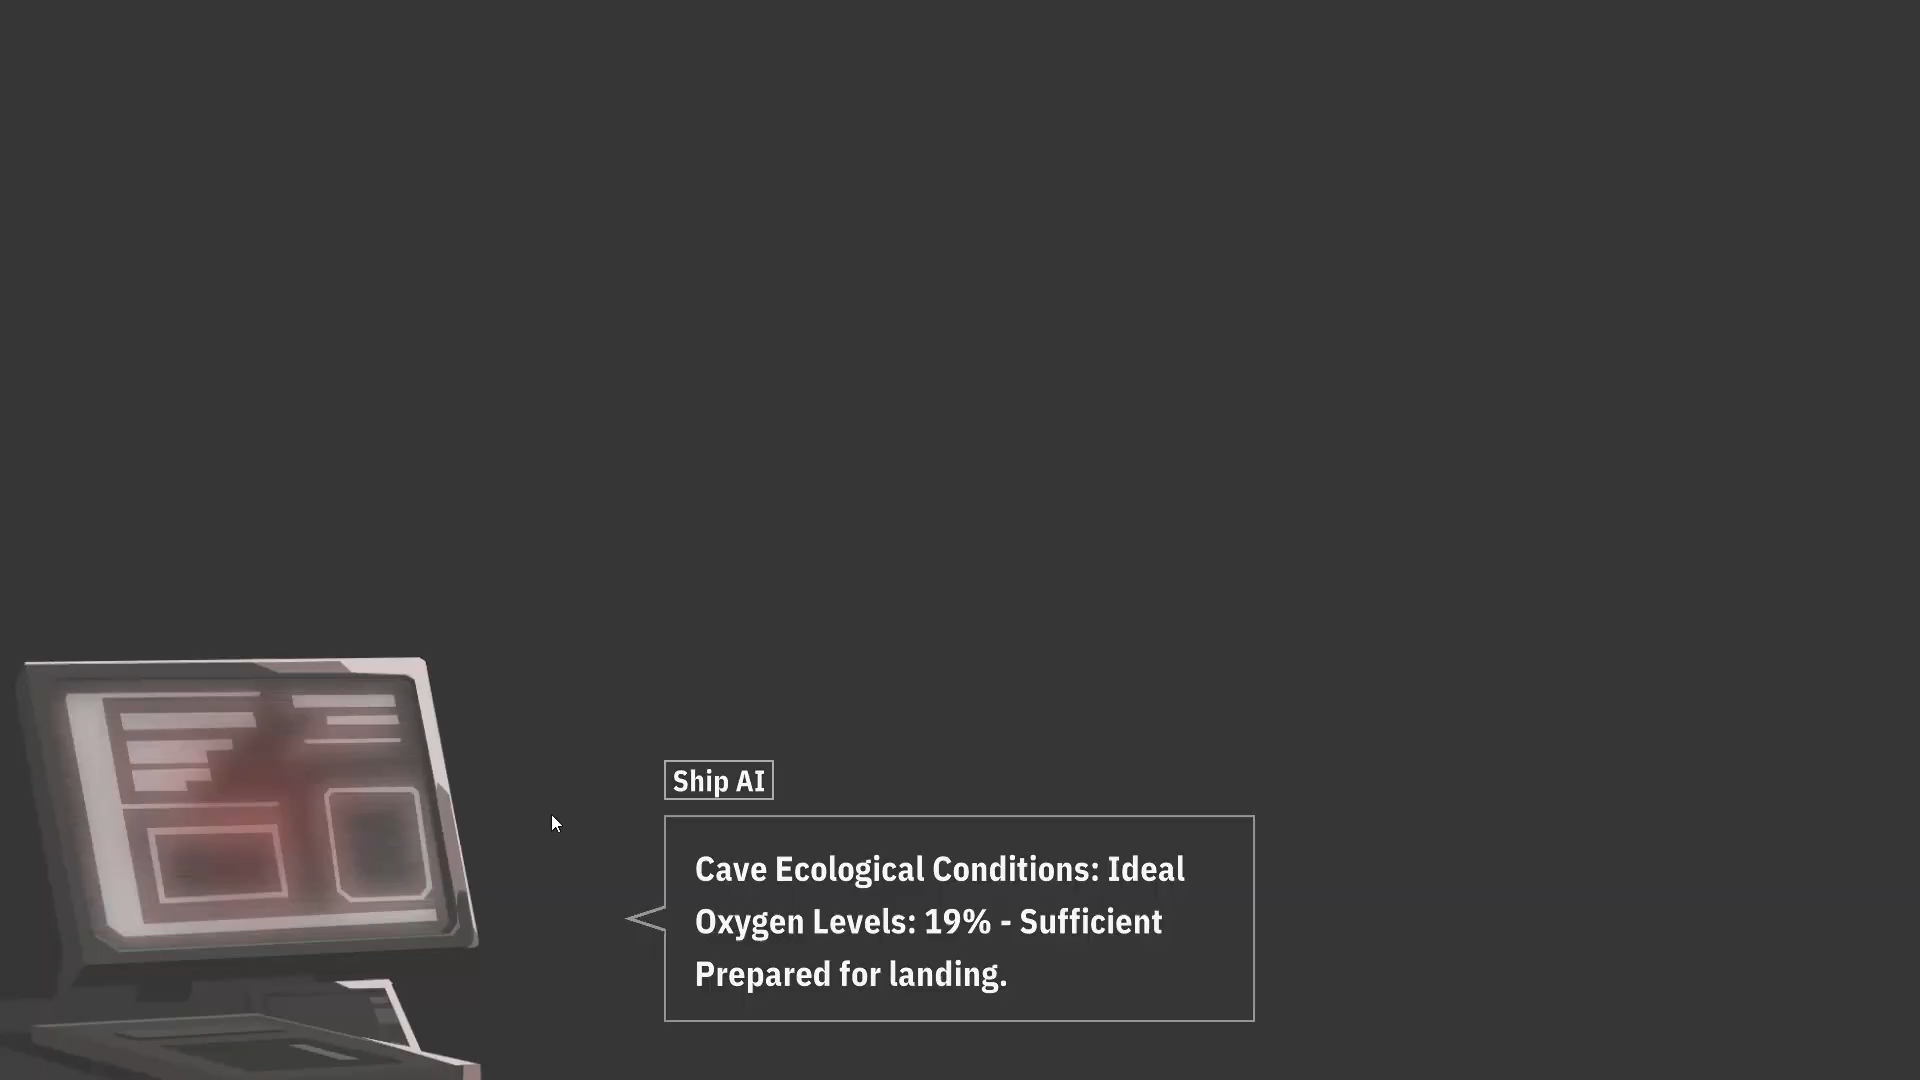 Ship AI
Cave Ecological Conditions: Ideal
Oxygen Levels: 19% - Sufficient
Prepared for landing.